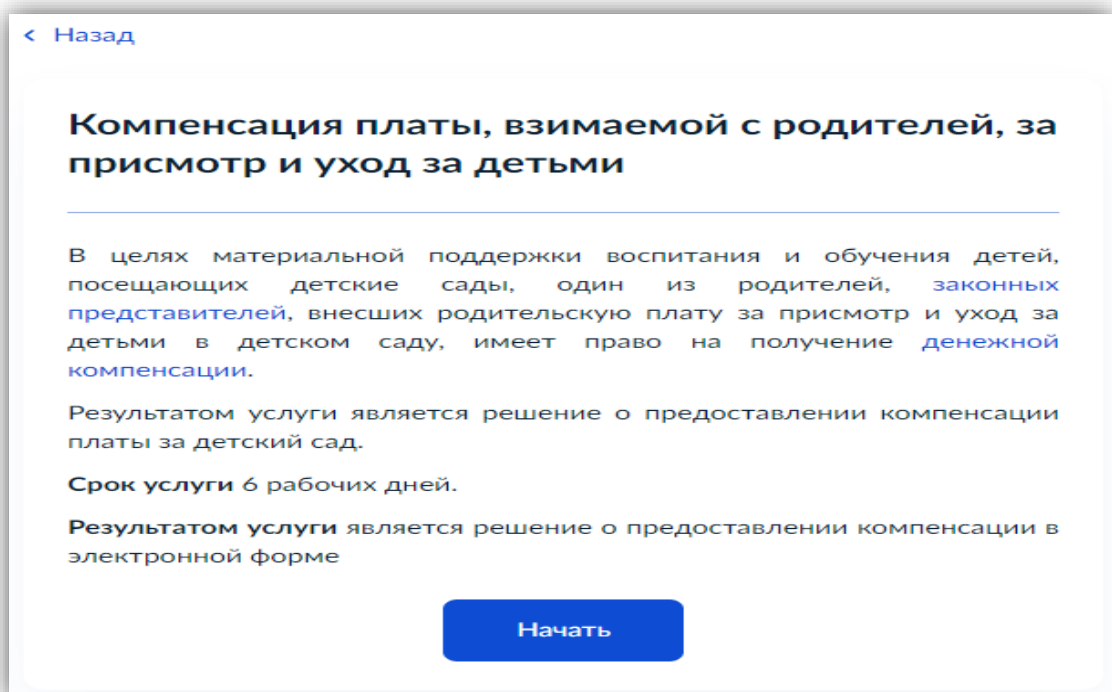 < Назад
Компенсация платы, взимаемой с родителей, за
присмотр и уход за детьми
В целях материальной поддержки воспитания и обучения детей,
посещающих детские сады, один из родителей, законных
представителей, внесших родительскую плату за присмотр и уход за
детьми в детском саду, имеет право на получение денежной
компенсации.
Результатом услуги является решение о предоставлении компенсации
платы за детский сад.
Срок услуги 6 рабочих дней.
Результатом услуги является решение о предоставлении компенсации в
электронной форме
Начать